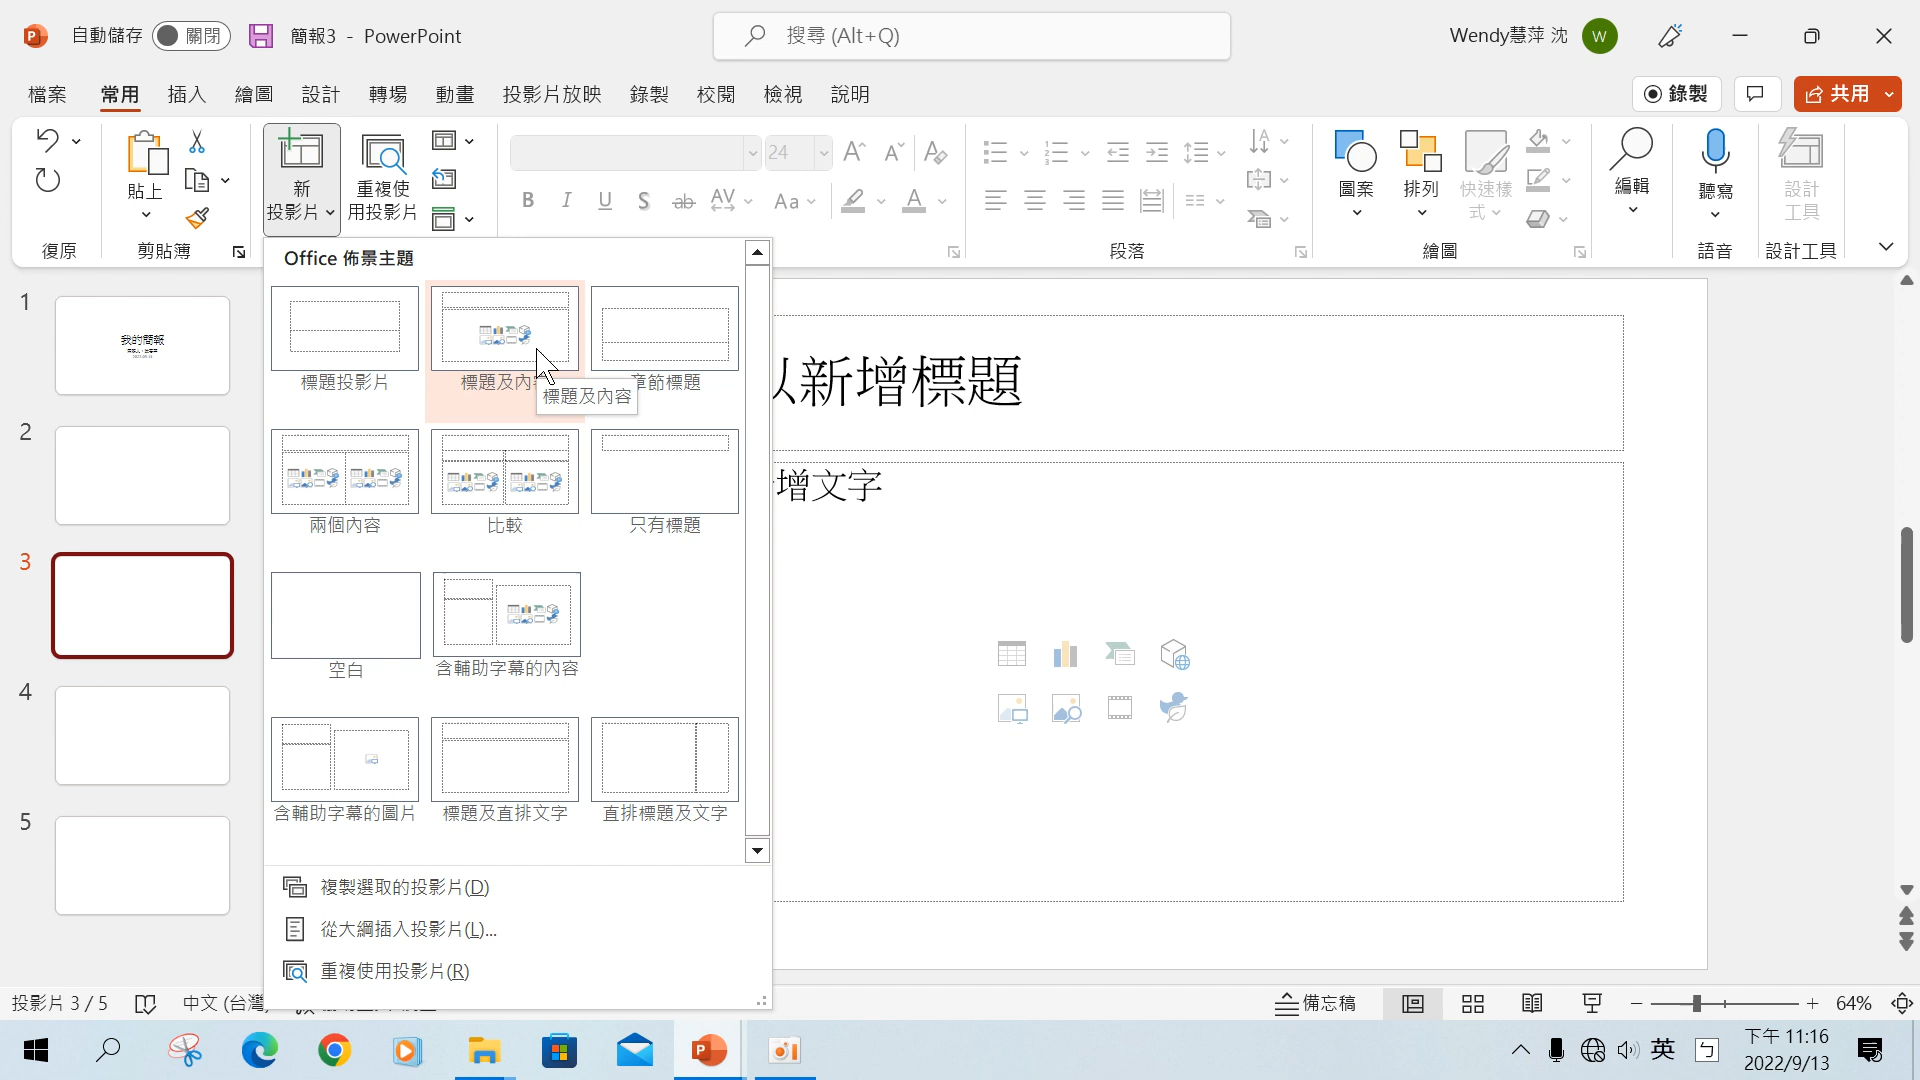 自動儲存 關閉 簡報3 - PowerPoint 搜尋 (Alt+Q) Wendy慧萍 沈 W
檔案 常用 插入 繪圖 設計 轉場 動畫 投影片放映 錄製 校閱 檢視 說明 錄製 共用
貼上
新
投影片
重複使
用投影片
24
圖案 排列 快速樣
式
編輯 聽寫 設計
工具
復原 剪貼簿 段落 繪圖 語音 設計工具
Office 佈景主題
標題投影片 標題及內 章節標題
標題及內容
兩個內容 比較 只有標題
空白 含輔助字幕的內容
含輔助字幕的圖片 標題及直排文字 直排標題及文字
複製選取的投影片(D)
從大綱插入投影片(L)...
重複使用投影片(R)
1
我的簡報
2
3
4
5
以新增標題
增文字
投影片 3 / 5 中文 (台灣) 備忘稿 64%
英 ㄅ 下午 11:16
2022/9/13